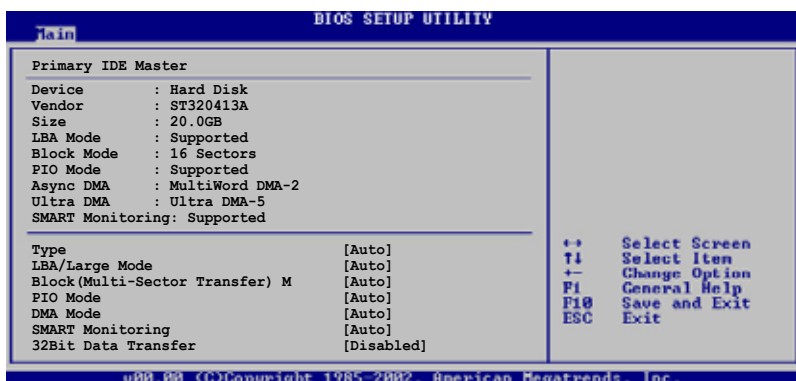 BIOS SETUP UTILITY
Main
Primary IDE Master
Device : Hard Disk
Vendor : ST320413A
Size : 20.0GB
LBA Mode : Supported
Block Mode : 16 Sectors
PIO Mode : Supported
Async DMA : MultiWord DMA-2
Ultra DMA : Ultra DMA-5
SMART Monitoring: Supported
Type [Auto]
LBA/Large Mode [Auto]
Block(Multi-Sector Transfer) M [Auto]
PIO Mode [Auto]
DMA Mode [Auto]
SMART Monitoring [Auto]
32Bit Data Transfer [Disabled]
←→ Select Screen
↑↓ Select Item
+- Change Option
F1 General Help
F10 Save and Exit
ESC Exit
v00.00 (C)Copyright 1985-2002, American Megatrends, Inc.